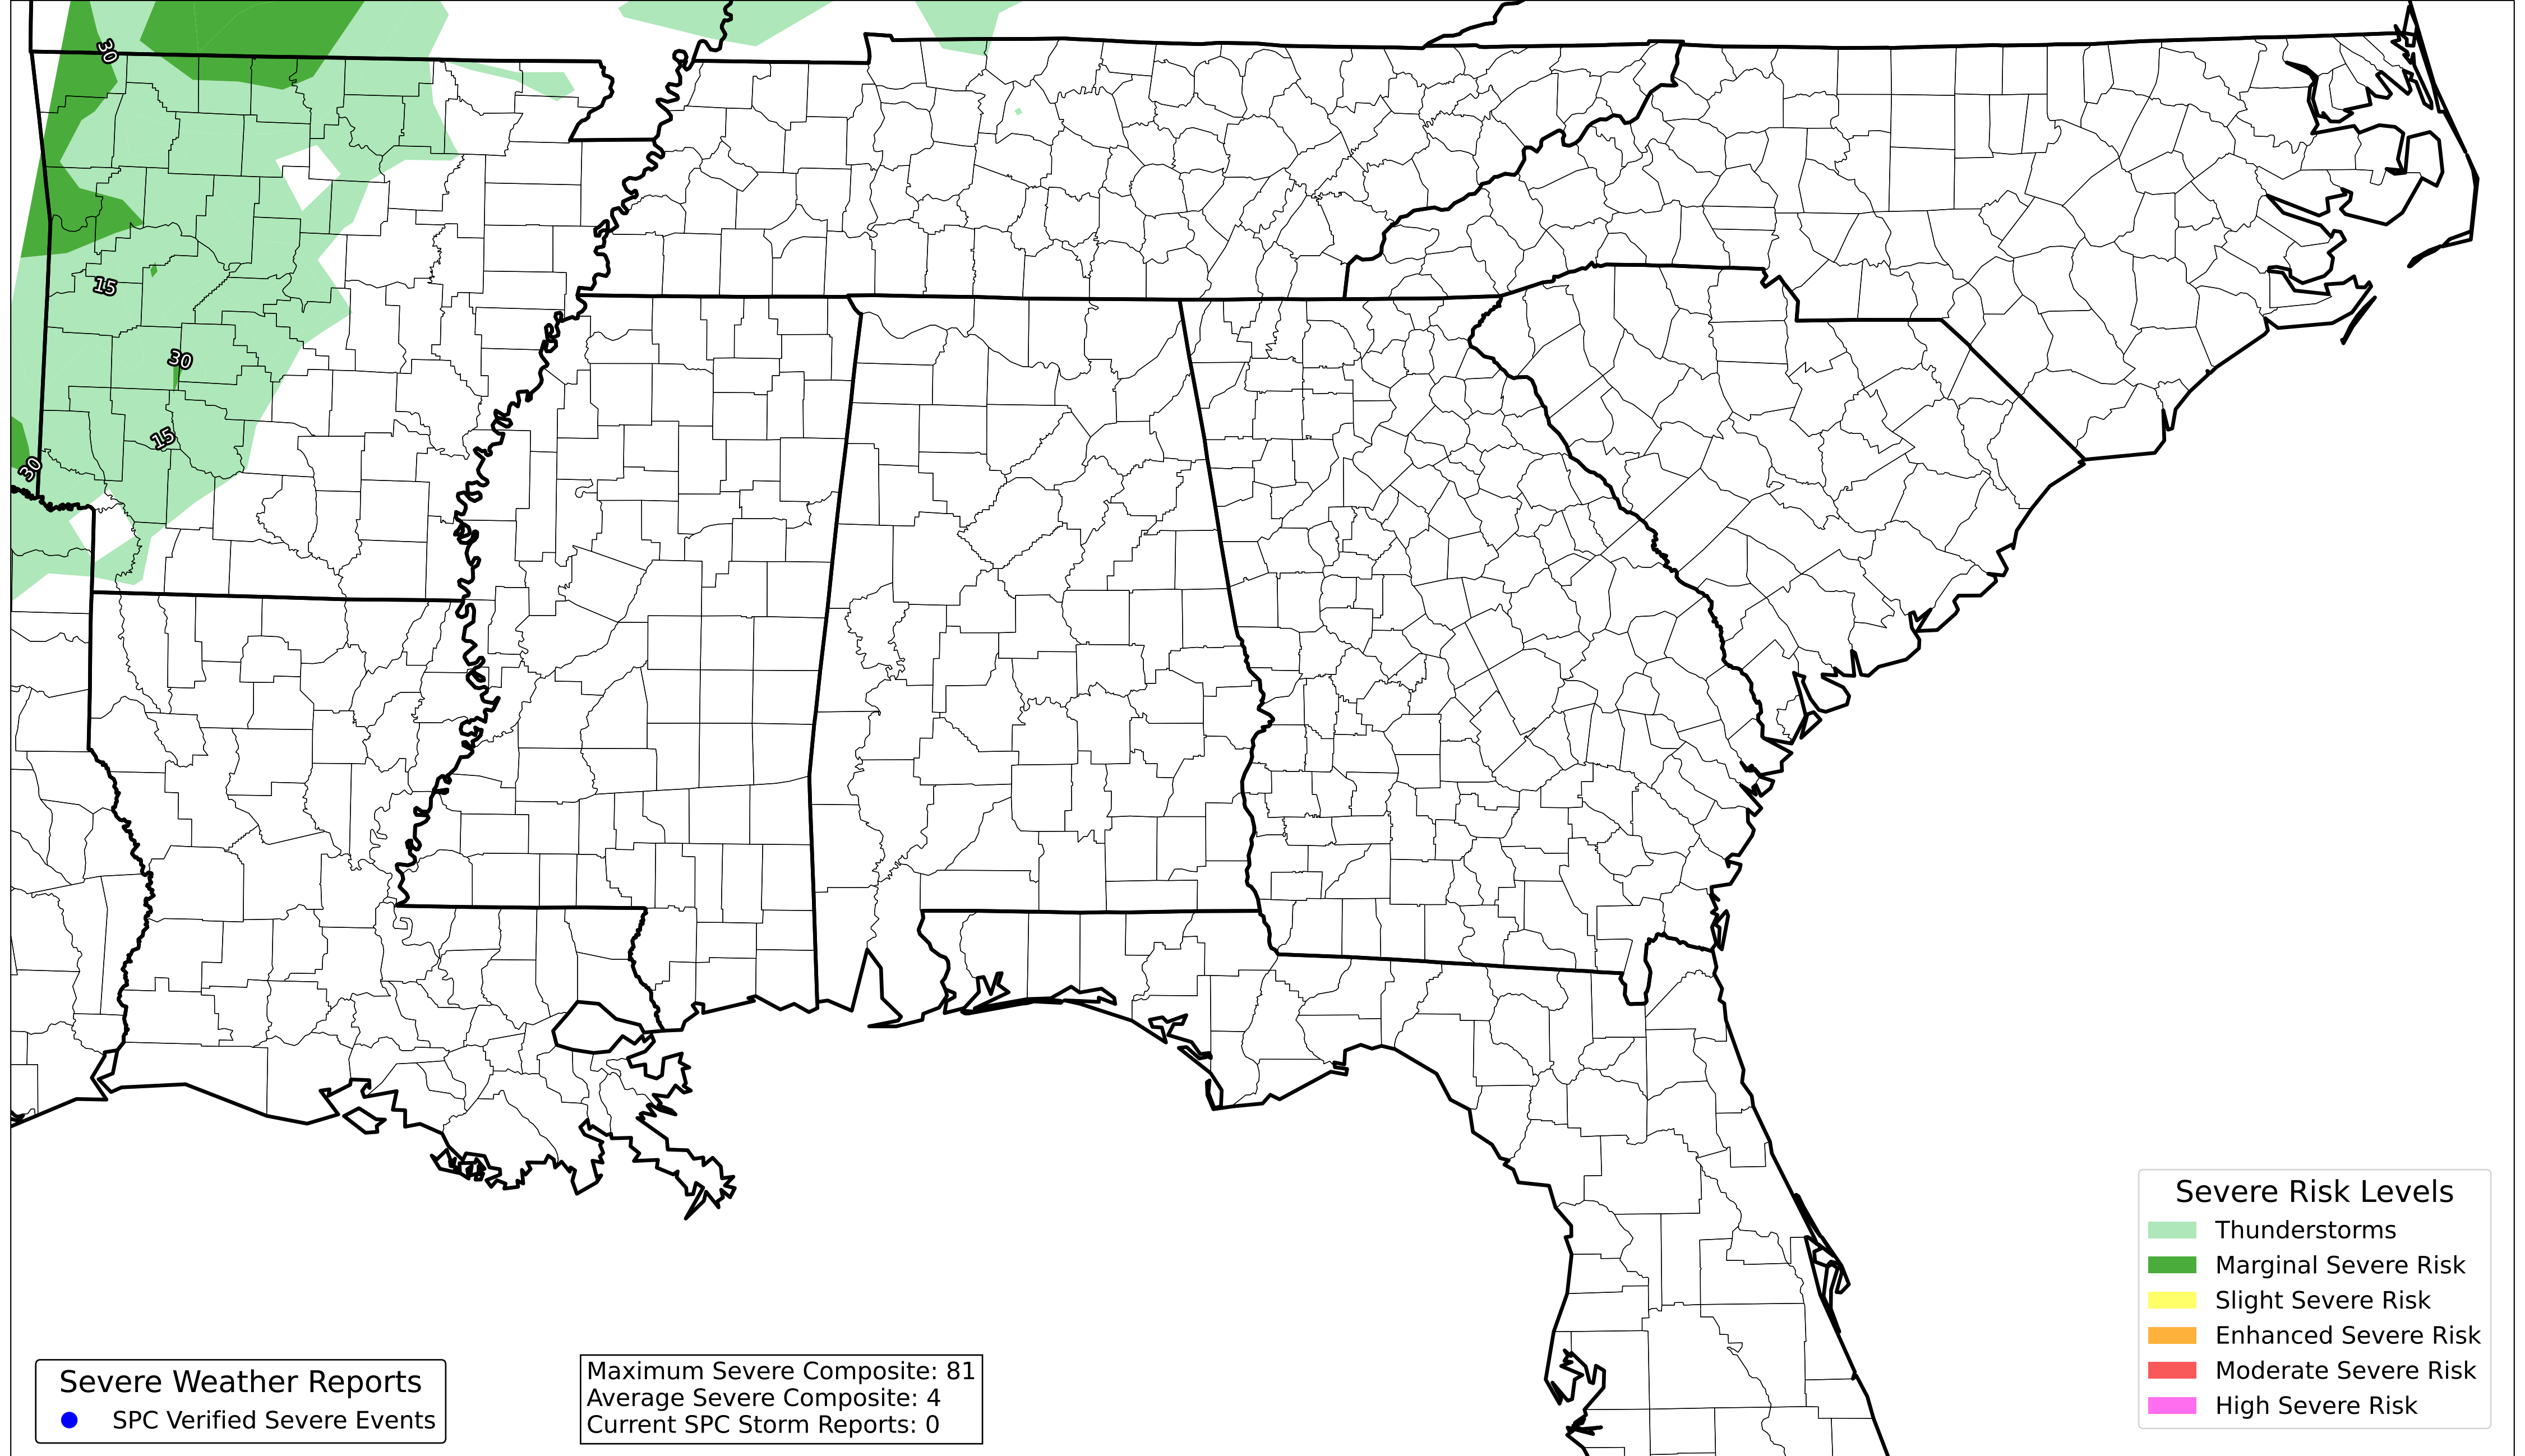 30
15
30
15
30
Severe Risk Levels
Thunderstorms
Marginal Severe Risk
Slight Severe Risk
Enhanced Severe Risk
Moderate Severe Risk
High Severe Risk
Severe Weather Reports
SPC Verified Severe Events
Maximum Severe Composite: 81
Average Severe Composite: 4
Current SPC Storm Reports: 0